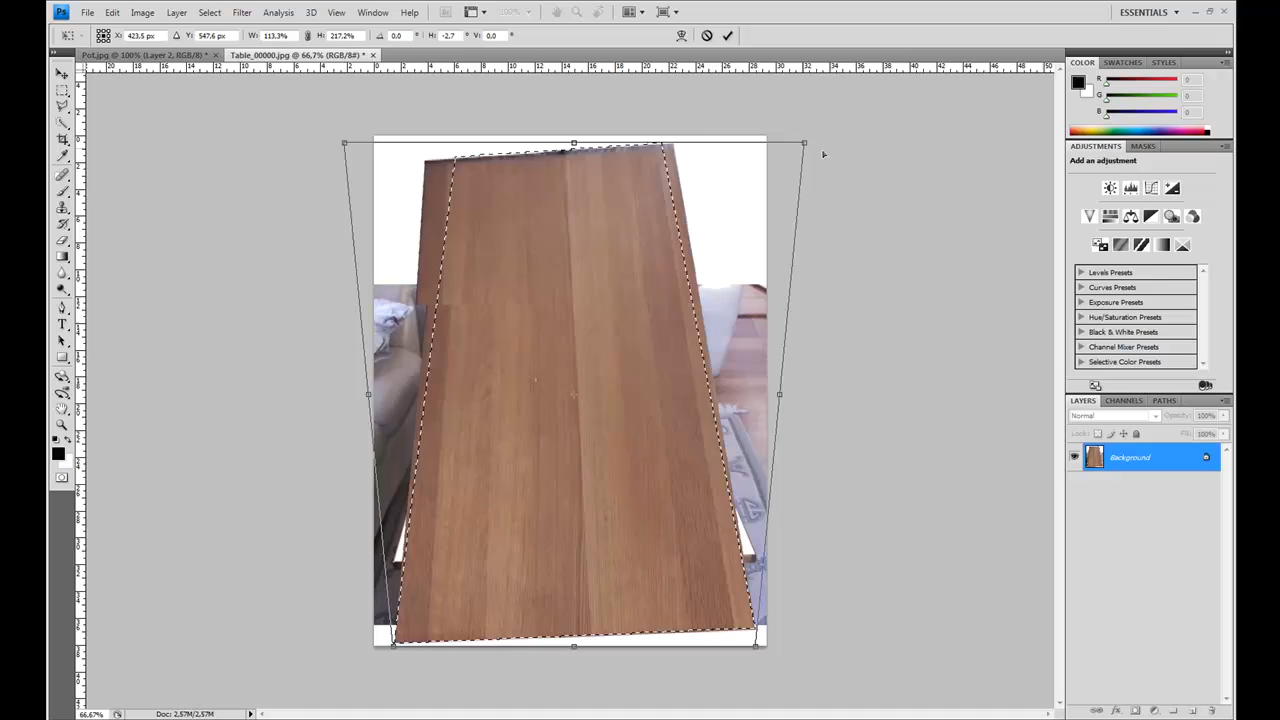 Ps File Edit Image Layer Select Filter Analysis 3D View Window Help 100% ESSENTIALS
X: 423,5 px Y: 547,6 px W: 113,3% H: 217,2% 0,0 ° H: -2,7 V: 0,0 °
Pot.jpg @ 100% (Layer 2, RGB/8) * × Table_00000.jpg @ 66,7% (RGB/8#) * ×
COLOR SWATCHES STYLES
R 0
G 0
B 0
ADJUSTMENTS MASKS
Add an adjustment
Levels Presets
Curves Presets
Exposure Presets
Hue/Saturation Presets
Black & White Presets
Channel Mixer Presets
Selective Color Presets
LAYERS CHANNELS PATHS
Normal Opacity: 100%
Lock: Fill: 100%
Background
66.67% Doc: 2,57M/2,57M